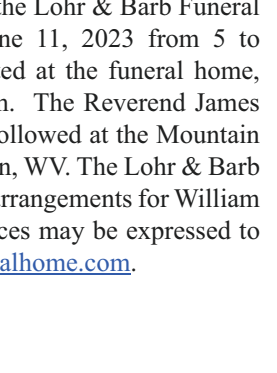 the Lohr & Barb Funeral
ne 11, 2023 from 5 to
ed at the funeral home,
The Reverend James
ollowed at the Mountain
n, WV. The Lohr & Barb
rrangements for William
ces may be expressed to
alhome.com.